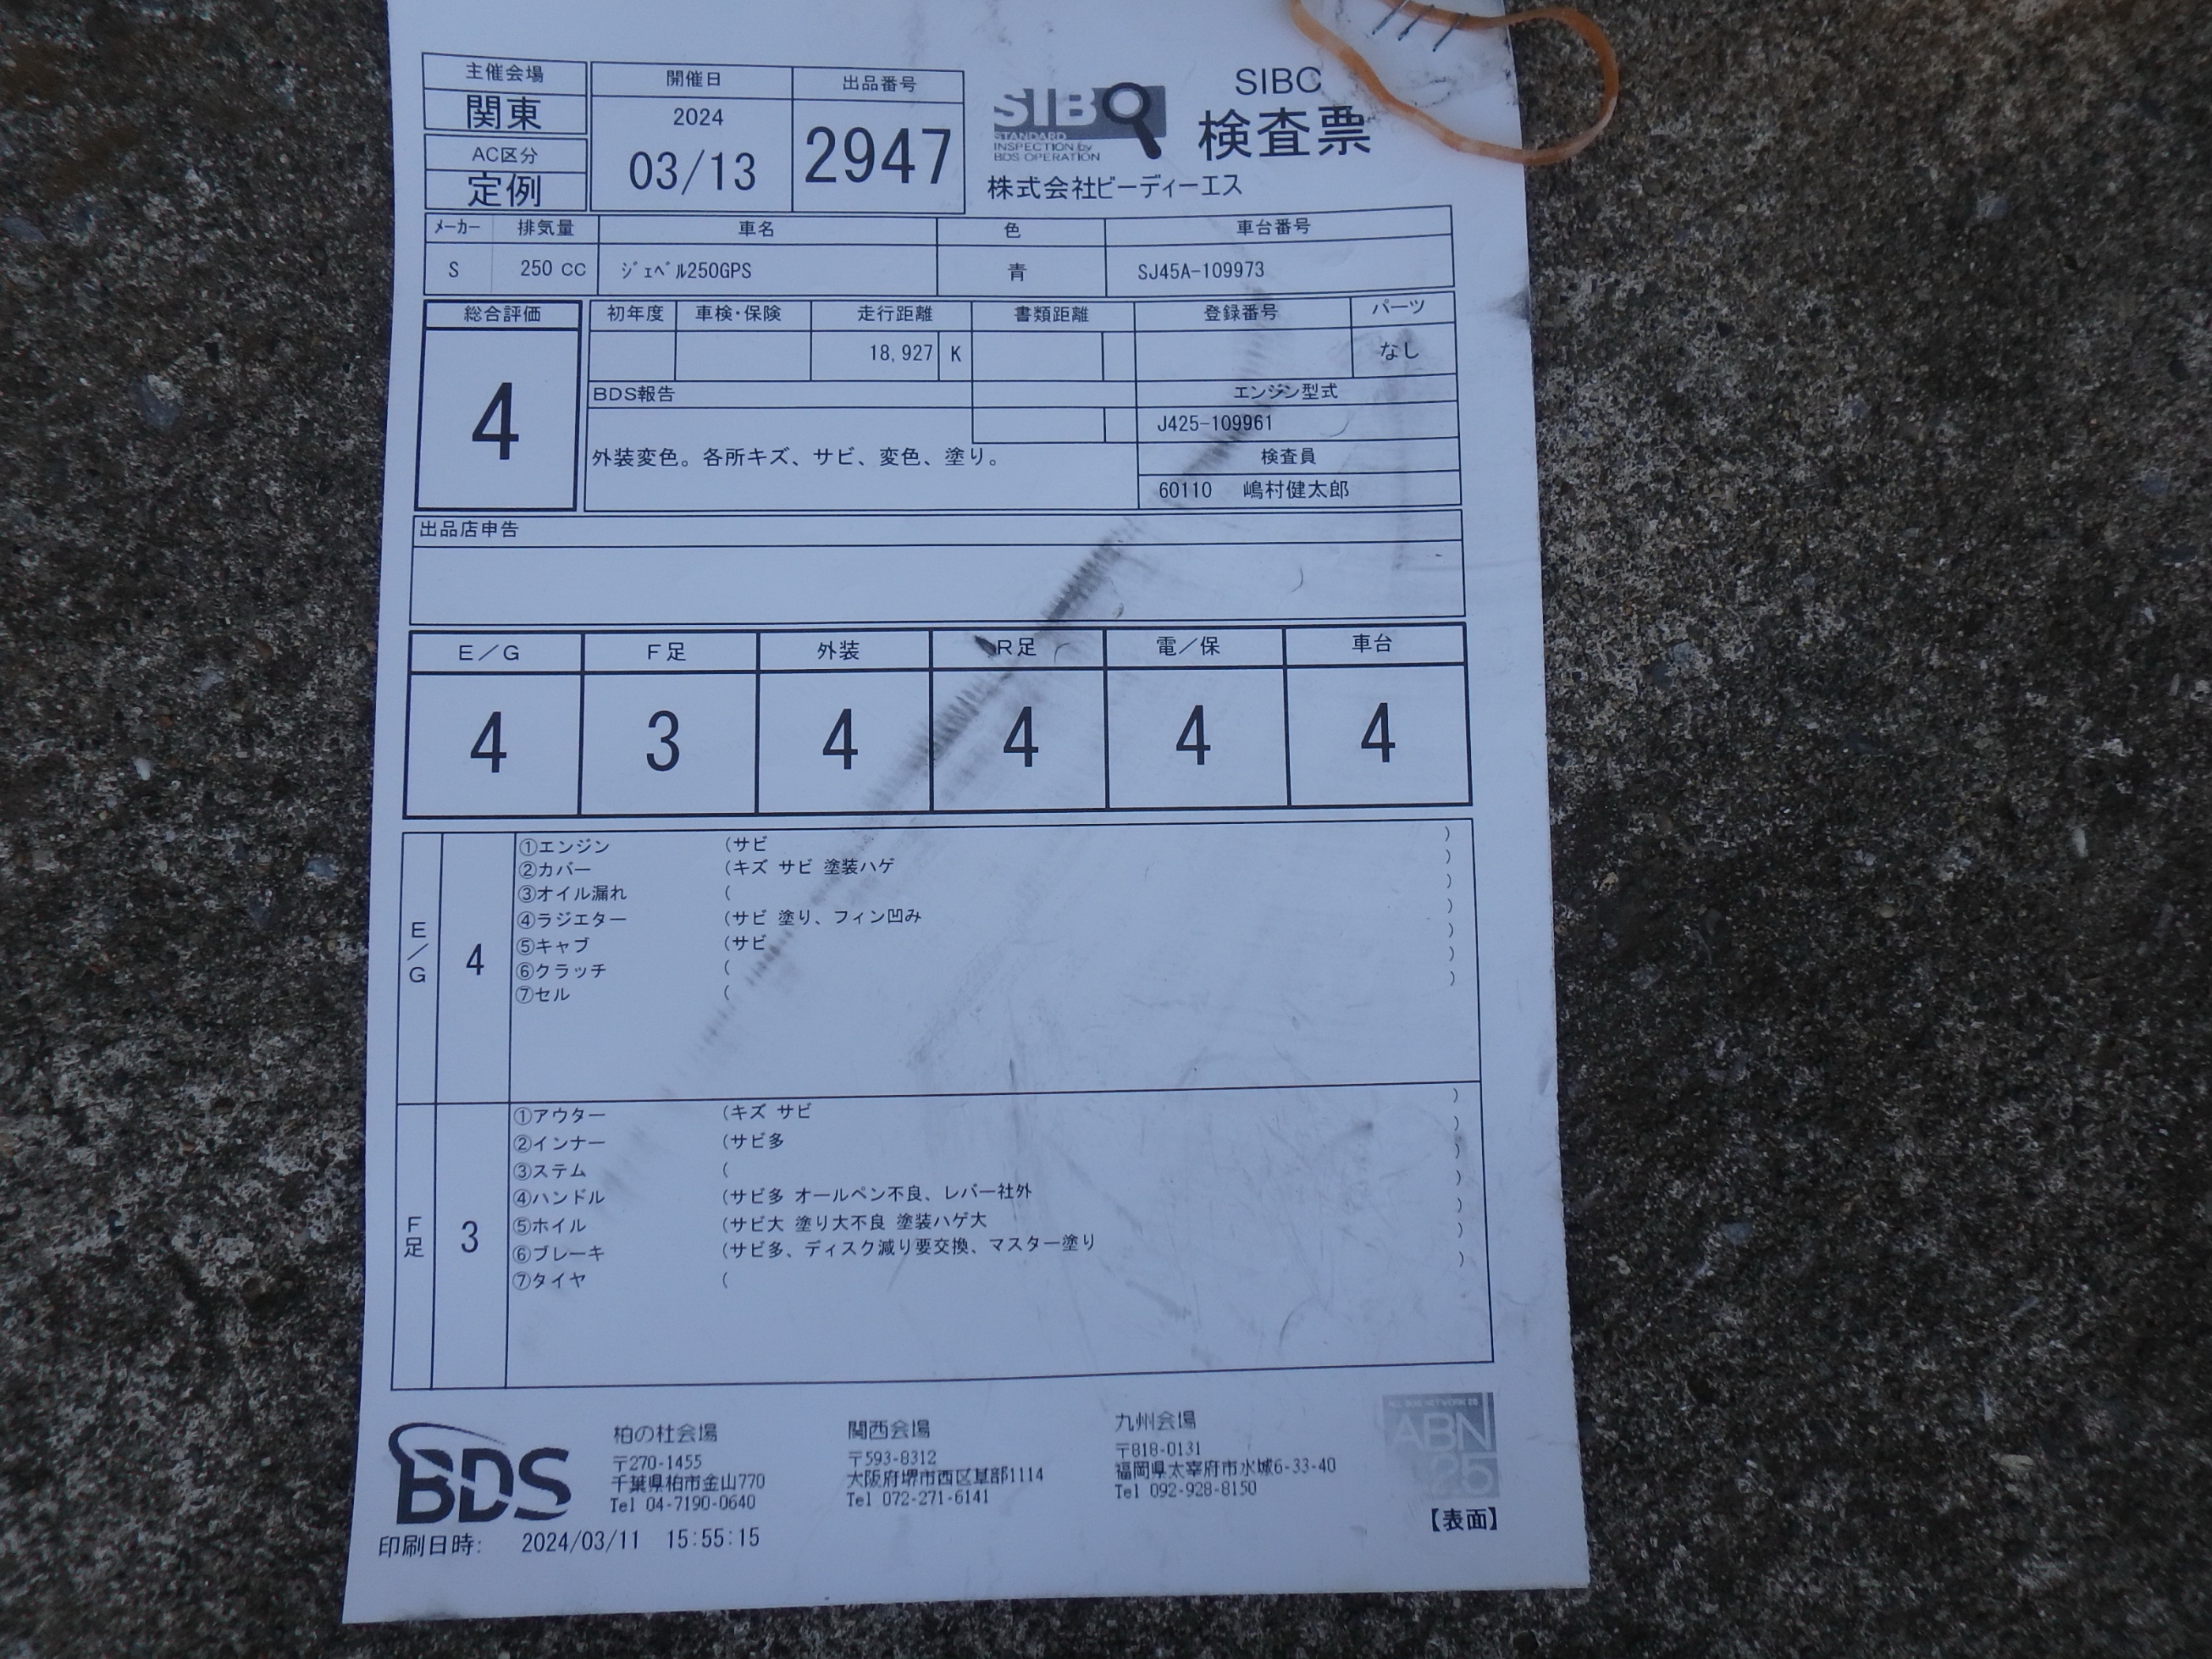 主催会場
関東
AC区分
定例
開催日
2024
03/13
出品番号
2947
SIB
STANDARD
INSPECTION by
BDS OPERATION
SIBC
検査票
株式会社ビーディーエス
ﾒｰｶｰ 排気量 車名 色 車台番号
S 250 CC ｼﾞｪﾍﾞﾙ250GPS 青 SJ45A-109973
総合評価
4
初年度 車検・保険 走行距離 書類距離 登録番号 パーツ
18,927 K なし
BDS報告
外装変色。各所キズ、サビ、変色、塗り。
エンジン型式
J425-109961
検査員
60110 嶋村健太郎
出品店申告
E/G F足 外装 R足 電/保 車台
4 3 4 4 4 4
E/G
4
①エンジン (サビ )
②カバー (キズ サビ 塗装ハゲ )
③オイル漏れ ( )
④ラジエター (サビ 塗り、フィン凹み )
⑤キャブ (サビ )
⑥クラッチ ( )
⑦セル ( )
F足
3
①アウター (キズ サビ )
②インナー (サビ多 )
③ステム ( )
④ハンドル (サビ多 オールペン不良、レバー社外 )
⑤ホイル (サビ大 塗り大不良 塗装ハゲ大 )
⑥ブレーキ (サビ多、ディスク減り要交換、マスター塗り )
⑦タイヤ ( )
BDS
柏の杜会場
〒270-1455
千葉県柏市金山770
Tel 04-7190-0640
関西会場
〒593-8312
大阪府堺市西区草部1114
Tel 072-271-6141
九州会場
〒818-0131
福岡県太宰府市水城6-33-40
Tel 092-928-8150
ABN
25
【表面】
印刷日時: 2024/03/11 15:55:15